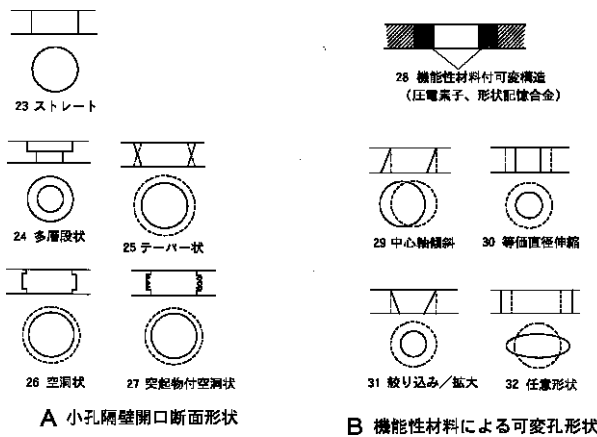 23 ストレート
24 多層段状
25 テーパー状
26 空洞状
27 突起物付空洞状
A 小孔隔壁開口断面形状
28 機能性材料付可変構造
(圧電素子、形状記憶合金)
29 中心軸傾斜
30 等価直径伸縮
31 絞り込み/拡大
32 任意形状
B 機能性材料による可変孔形状